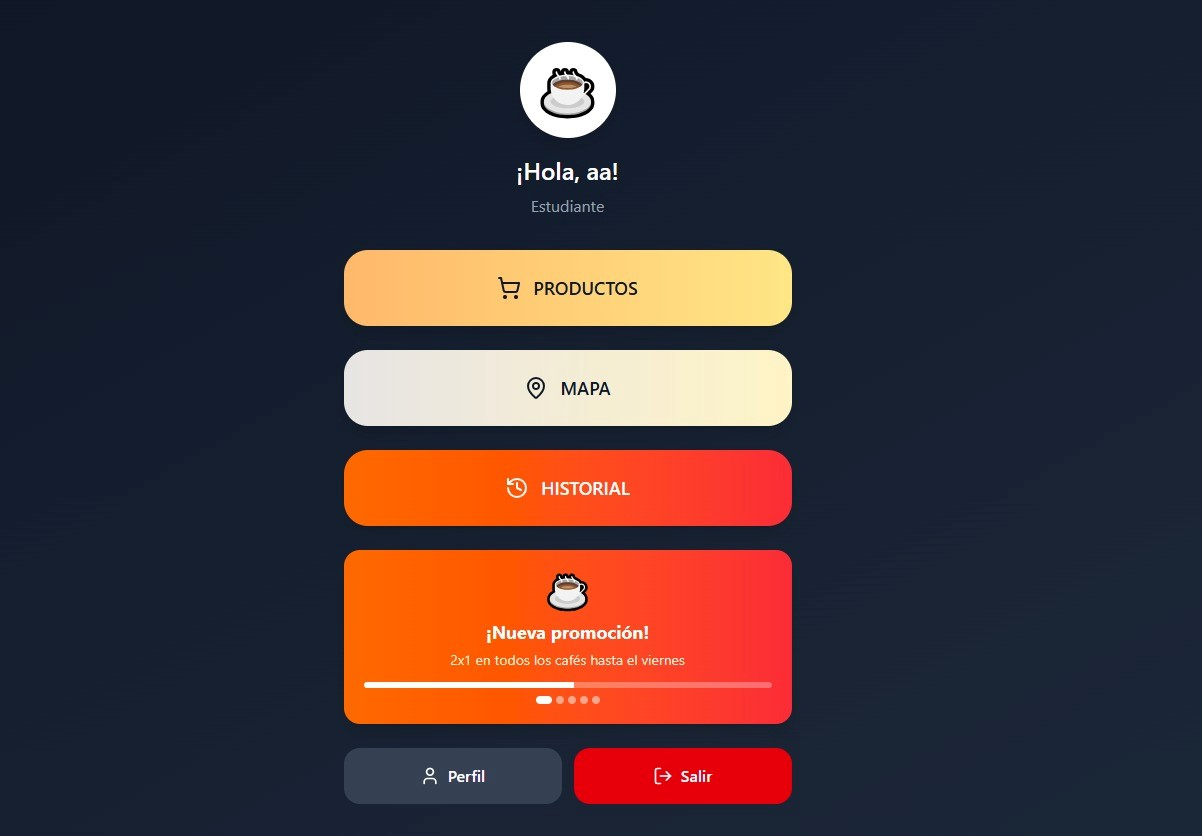 ¡Hola, aa!
Estudiante
PRODUCTOS
MAPA
HISTORIAL
¡Nueva promoción!
2x1 en todos los cafés hasta el viernes
Perfil
Salir